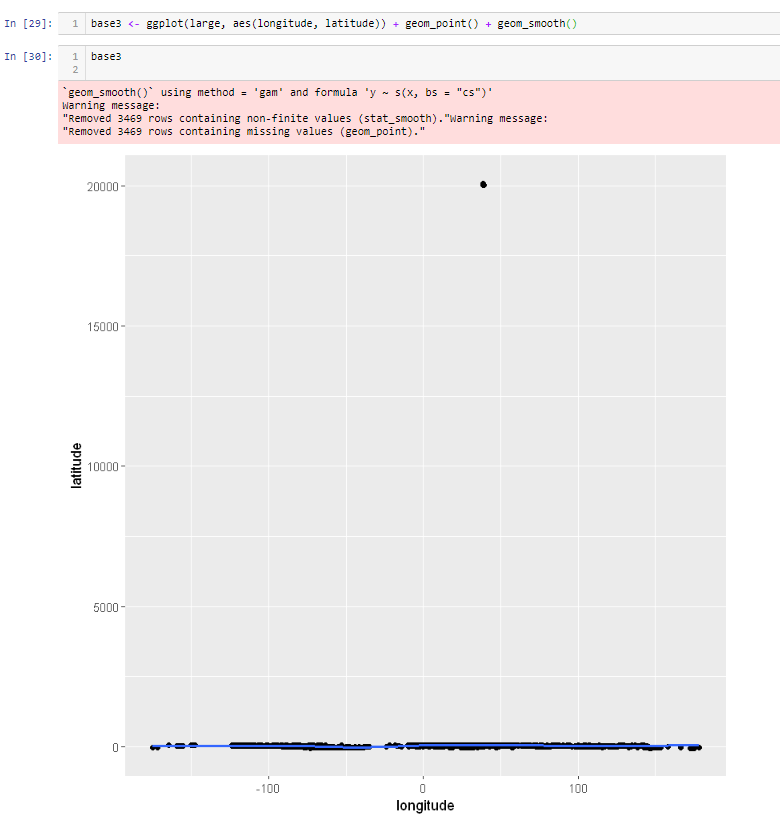 In [29]: 1 base3 <- ggplot(large, aes(longitude, latitude)) + geom_point() + geom_smooth()
In [30]: 1 base3
2
`geom_smooth()` using method = 'gam' and formula 'y ~ s(x, bs = "cs")'
Warning message:
"Removed 3469 rows containing non-finite values (stat_smooth)."Warning message:
"Removed 3469 rows containing missing values (geom_point)."
20000
15000
latitude
10000
5000
0
-100 0 100
longitude